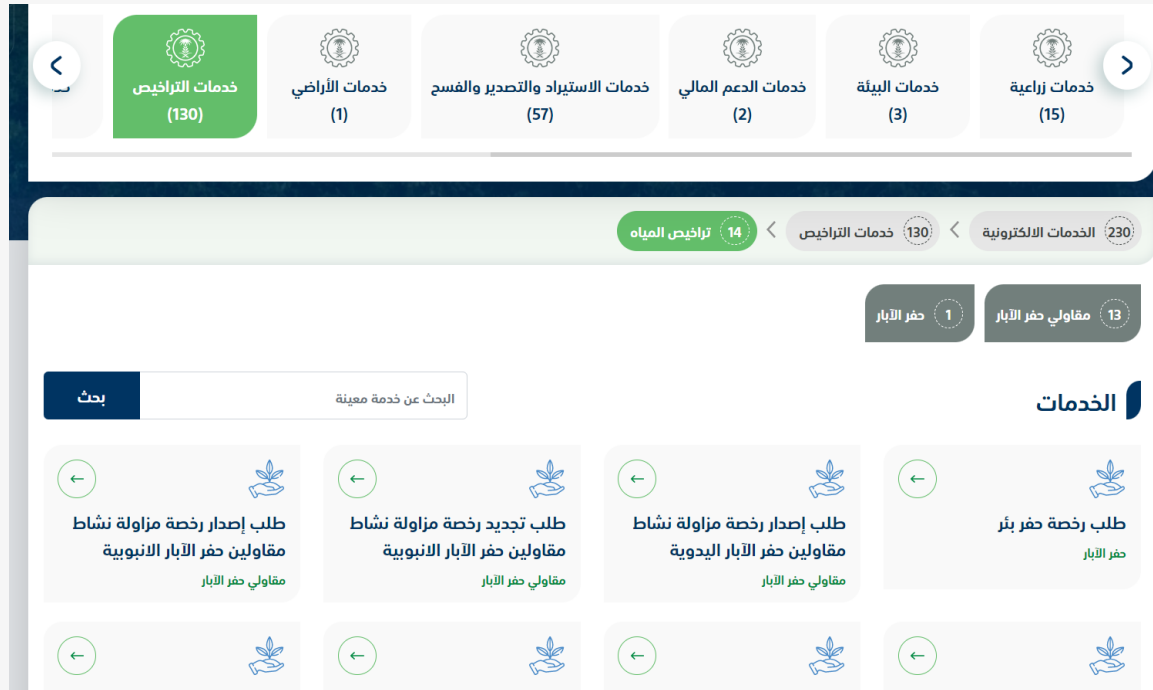 خدمات زراعية
(15)
خدمات البيئة
(3)
خدمات الدعم المالي
(2)
خدمات الاستيراد والتصدير والفسح
(57)
خدمات الأراضي
(1)
خدمات التراخيص
(130)
230 الخدمات الالكترونية
130 خدمات التراخيص
14 تراخيص المياه
13 مقاولي حفر الآبار
1 حفر الآبار
الخدمات
البحث عن خدمة معينة
بحث
طلب رخصة حفر بئر
حفر الآبار
طلب إصدار رخصة مزاولة نشاط
مقاولين حفر الآبار اليدوية
مقاولي حفر الآبار
طلب تجديد رخصة مزاولة نشاط
مقاولين حفر الآبار الانبوبية
مقاولي حفر الآبار
طلب إصدار رخصة مزاولة نشاط
مقاولين حفر الآبار الانبوبية
مقاولي حفر الآبار